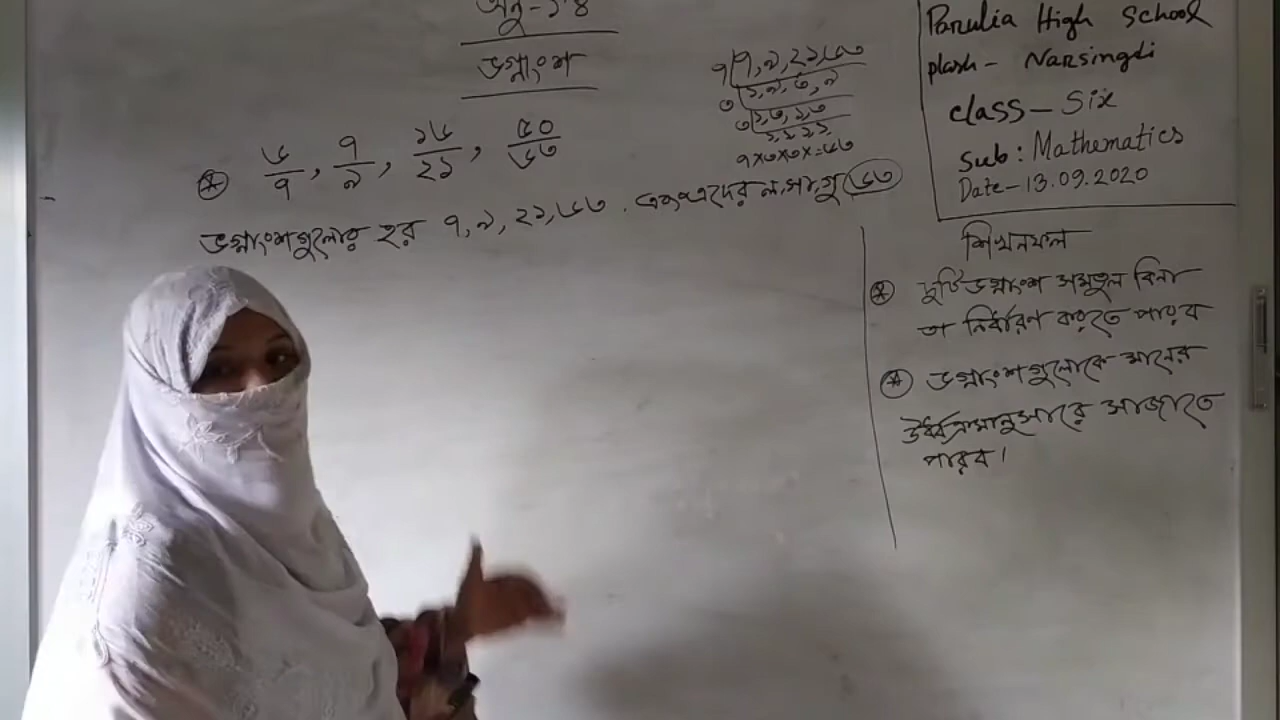 অনু - ১.৪
ভগ্নাংশ
৬/৭, ৭/৯, ১৬/২১, ৫০/৬৩
ভগ্নাংশগুলোর হর ৭, ৯, ২১, ৬৩. এবং এদের ল.সা.গু ৬৩
৭) ৭, ৯, ২১, ৬৩
৩) ১, ৯, ৩, ৯
৩) ১, ৩, ১, ৩
১, ১, ১, ১
৭×৩×৩×=৬৩
Parulia High School
plash - Narsingdi
class - Six
Sub : Mathematics
Date - 13.09.2020
শিখনফল
দুটি ভগ্নাংশ সমতুল কিনা
তা নির্ধারণ করতে পারব
ভগ্নাংশগুলোকে মানের
ঊর্ধ্বক্রমানুসারে সাজাতে
পারব।